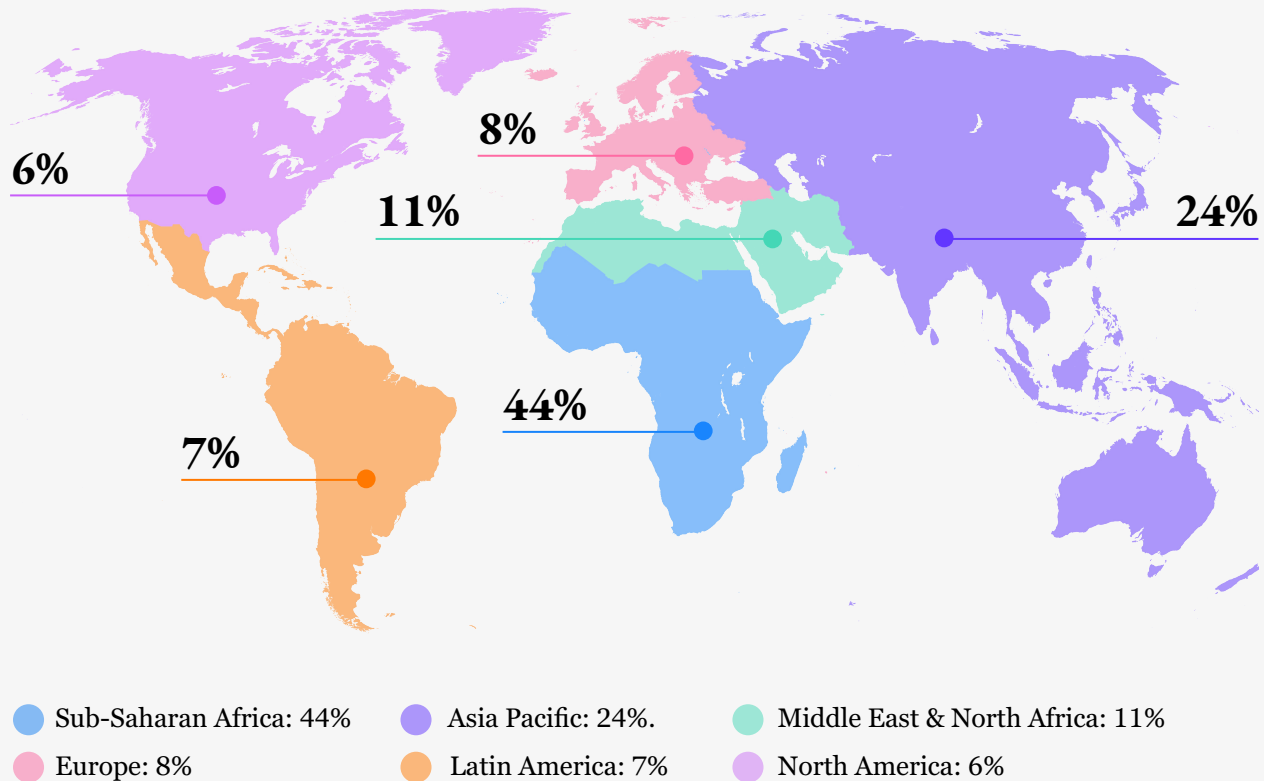 8%
6%
11%
24%
44%
7%
Sub-Saharan Africa: 44%
Asia Pacific: 24%.
Middle East & North Africa: 11%
Europe: 8%
Latin America: 7%
North America: 6%